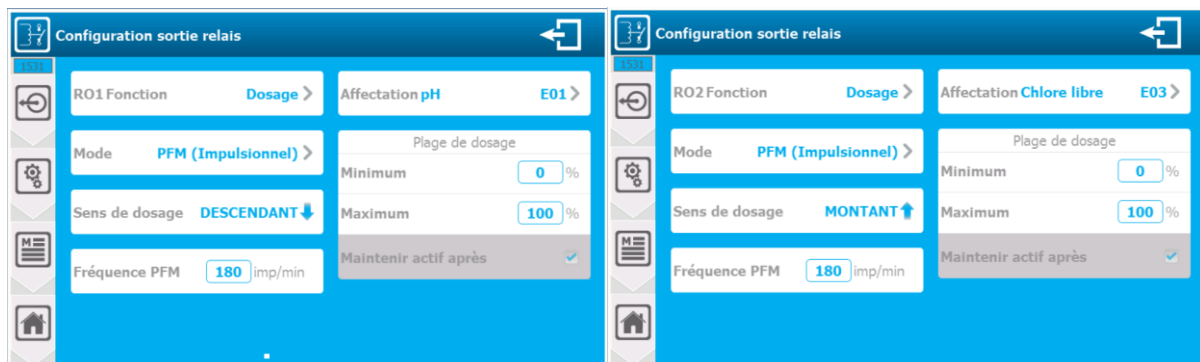 Configuration sortie relais
1531
RO1 Fonction Dosage
Affectation pH E01
Mode PFM (Impulsionnel)
Plage de dosage
Minimum 0 %
Sens de dosage DESCENDANT
Maximum 100 %
Fréquence PFM 180 imp/min
Maintenir actif après
M
Configuration sortie relais
1531
RO2 Fonction Dosage
Affectation Chlore libre E03
Mode PFM (Impulsionnel)
Plage de dosage
Minimum 0 %
Sens de dosage MONTANT
Maximum 100 %
Fréquence PFM 180 imp/min
Maintenir actif après
M